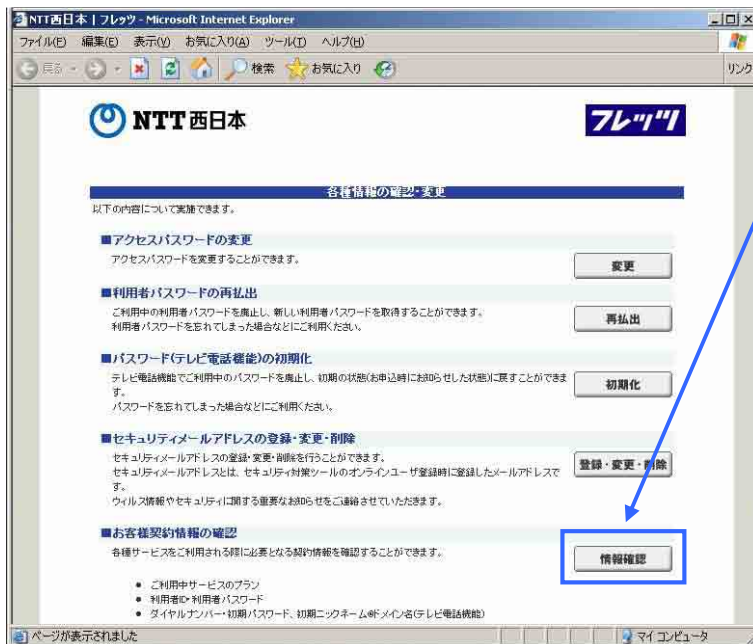 NTT西日本 | フレッツ - Microsoft Internet Explorer
ファイル(F) 編集(E) 表示(V) お気に入り(A) ツール(T) ヘルプ(H)
戻る 検索 お気に入り リンク
NTT西日本 フレッツ
各種情報の確認・変更
以下の内容について実施できます。
■アクセスパスワードの変更
アクセスパスワードを変更することができます。
変更
■利用者パスワードの再払出
ご利用中の利用者パスワードを廃止し、新しい利用者パスワードを取得することができます。
利用者パスワードを忘れてしまった場合などにご利用ください。
再払出
■パスワード(テレビ電話機能)の初期化
テレビ電話機能でご利用中のパスワードを廃止し、初期の状態(お申込時にお知らせした状態)に戻すことができま
す。
パスワードを忘れてしまった場合などにご利用ください。
初期化
■セキュリティメールアドレスの登録・変更・削除
セキュリティメールアドレスの登録・変更・削除を行うことができます。
セキュリティメールアドレスとは、セキュリティ対策ツールのオンラインユーザ登録時に登録したメールアドレスで
す。
ウィルス情報やセキュリティに関する重要なお知らせをご連絡させていただきます。
登録・変更・削除
■お客様契約情報の確認
各種サービスをご利用される際に必要となる契約情報を確認することができます。
情報確認
● ご利用中サービスのプラン
● 利用者ID・利用者パスワード
● ダイヤルナンバー・初期パスワード、初期ニックネーム@ドメイン名(テレビ電話機能)
ページが表示されました マイ コンピュータ